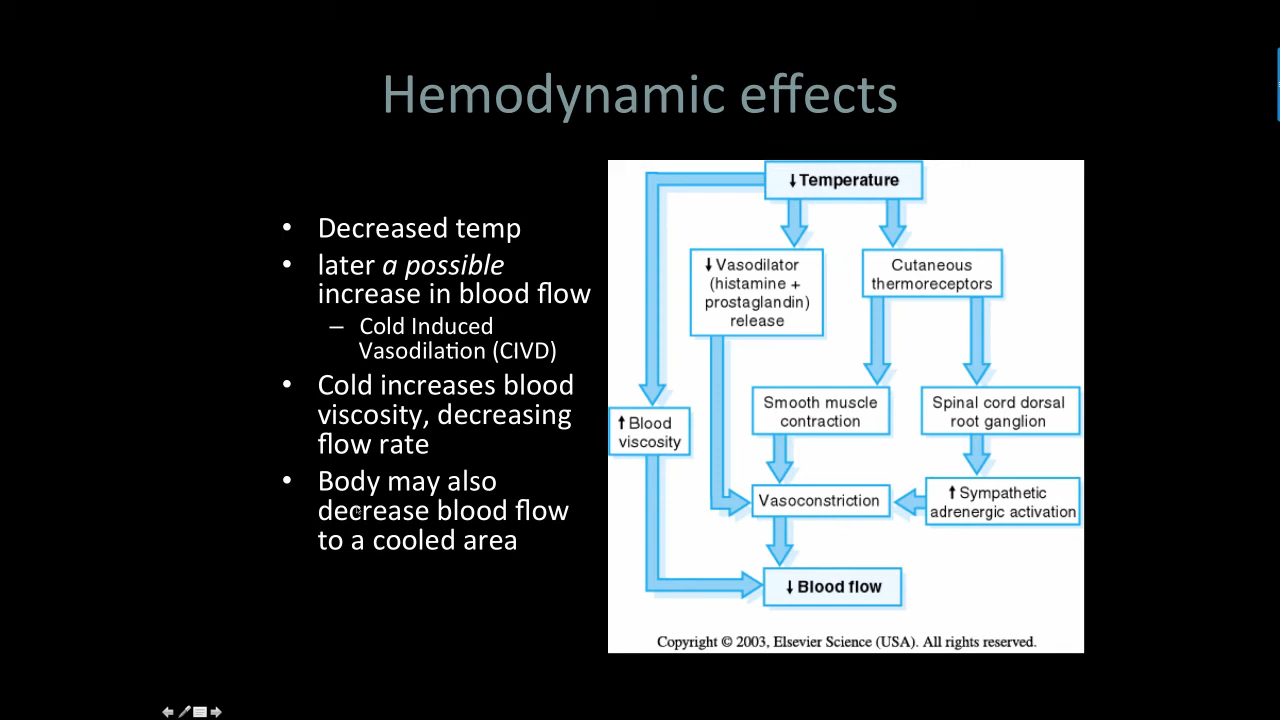 Hemodynamic effects
• Decreased temp
• later a possible
increase in blood flow
– Cold Induced
Vasodilation (CIVD)
• Cold increases blood
viscosity, decreasing
flow rate
• Body may also
decrease blood flow
to a cooled area
↓Temperature
↓Vasodilator
(histamine +
prostaglandin)
release
Cutaneous
thermoreceptors
Smooth muscle
contraction
Spinal cord dorsal
root ganglion
↑Blood
viscosity
Vasoconstriction
↑Sympathetic
adrenergic activation
↓Blood flow
Copyright © 2003, Elsevier Science (USA). All rights reserved.